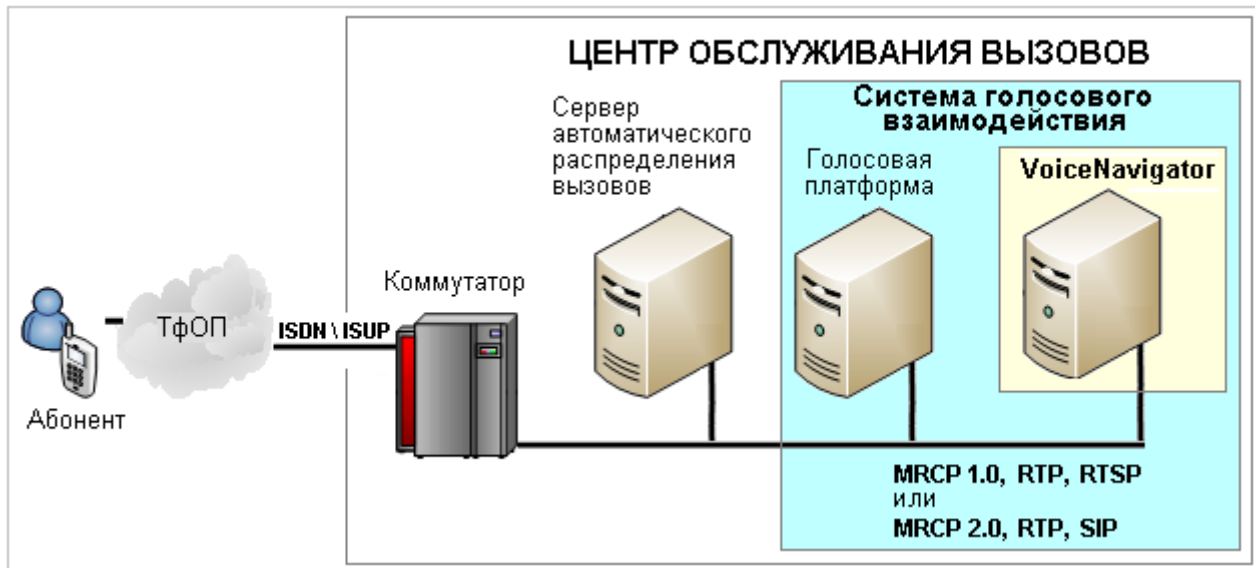 ЦЕНТР ОБСЛУЖИВАНИЯ ВЫЗОВОВ
Сервер
автоматического
распределения
вызовов
Система голосового
взаимодействия
Голосовая
платформа
VoiceNavigator
Коммутатор
ТфОП
ISDN \ ISUP
Абонент
MRCP 1.0, RTP, RTSP
или
MRCP 2.0, RTP, SIP